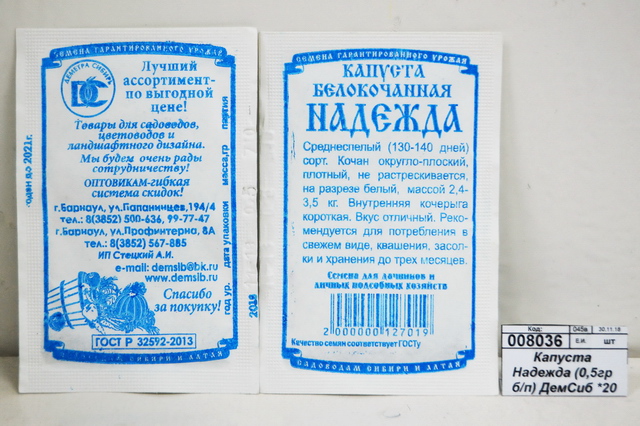 СЕМЕНА ГАРАНТИРОВАННОГО УРОЖАЯ
ДЕМЕТРА СИБИРЬ
DC
Лучший
ассортимент-
по выгодной
цене!
Товары для садоводов,
цветоводов и
ландшафтного дизайна.
Мы будем очень рады
сотрудничеству!
ОПТОВИКАМ-гибкая
система скидок!
г.Барнаул, ул.Папанинцев,194/4
тел.: 8(3852) 500-636, 99-77-47
г.Барнаул, ул.Профинтерна, 8А
тел.: 8(3852) 567-885
ИП Стецкий А.И.
e-mail: demsib@bk.ru
www.demsib.ru
Спасибо
за покупку!
ГОСТ Р 32592-2013
САДОВОДАМ СИБИРИ И АЛТАЯ
годен до 2021г.
год ур. дата упаковки масса,гр партия
2018
СЕМЕНА ГАРАНТИРОВАННОГО УРОЖАЯ
КАПУСТА
БЕЛОКОЧАННАЯ
НАДЕЖДА
Среднеспелый (130-140 дней)
сорт. Кочан округло-плоский,
плотный, не растрескивается,
на разрезе белый, массой 2,4-
3,5 кг. Внутренняя кочерыга
короткая. Вкус отличный. Реко-
мендуется для потребления в
свежем виде, квашения, засол-
ки и хранения до трех месяцев.
Семена для дачников и
личных подсобных хозяйств
2 000000 127019
Качество семян соответствует ГОСТу
САДОВОДАМ СИБИРИ И АЛТАЯ
Код: 045в 30.11.18
008036 Е.И. шт
Капуста
Надежда (0,5гр
б/п) ДемСиб *20